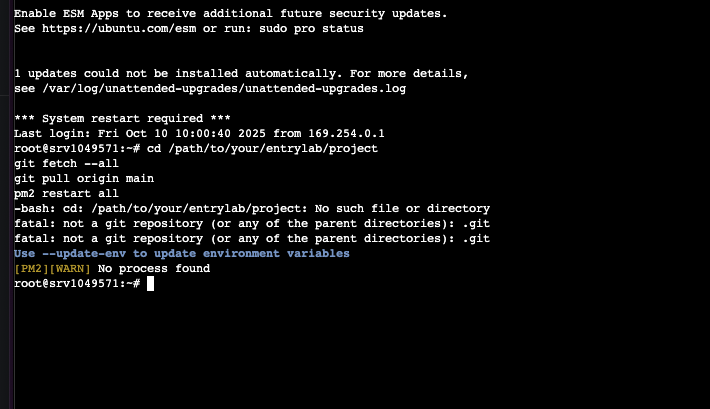 Enable ESM Apps to receive additional future security updates.
See https://ubuntu.com/esm or run: sudo pro status
1 updates could not be installed automatically. For more details,
see /var/log/unattended-upgrades/unattended-upgrades.log
*** System restart required ***
Last login: Fri Oct 10 10:00:40 2025 from 169.254.0.1
root@srv1049571:~# cd /path/to/your/entrylab/project
git fetch --all
git pull origin main
pm2 restart all
-bash: cd: /path/to/your/entrylab/project: No such file or directory
fatal: not a git repository (or any of the parent directories): .git
fatal: not a git repository (or any of the parent directories): .git
Use --update-env to update environment variables
[PM2][WARN] No process found
root@srv1049571:~#